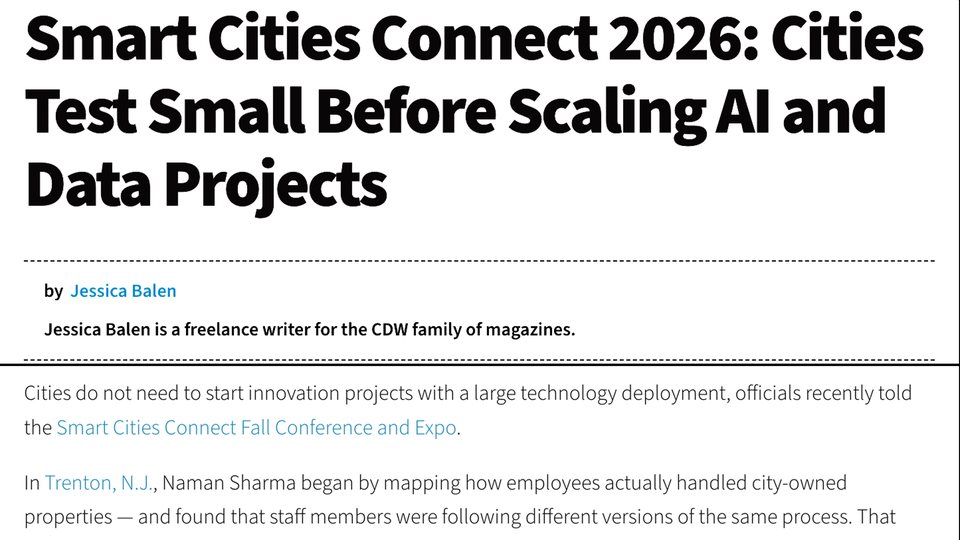 Smart Cities Connect 2026: Cities
Test Small Before Scaling AI and
Data Projects
by Jessica Balen
Jessica Balen is a freelance writer for the CDW family of magazines.
Cities do not need to start innovation projects with a large technology deployment, officials recently told
the Smart Cities Connect Fall Conference and Expo.
In Trenton, N.J., Naman Sharma began by mapping how employees actually handled city-owned
properties — and found that staff members were following different versions of the same process. That